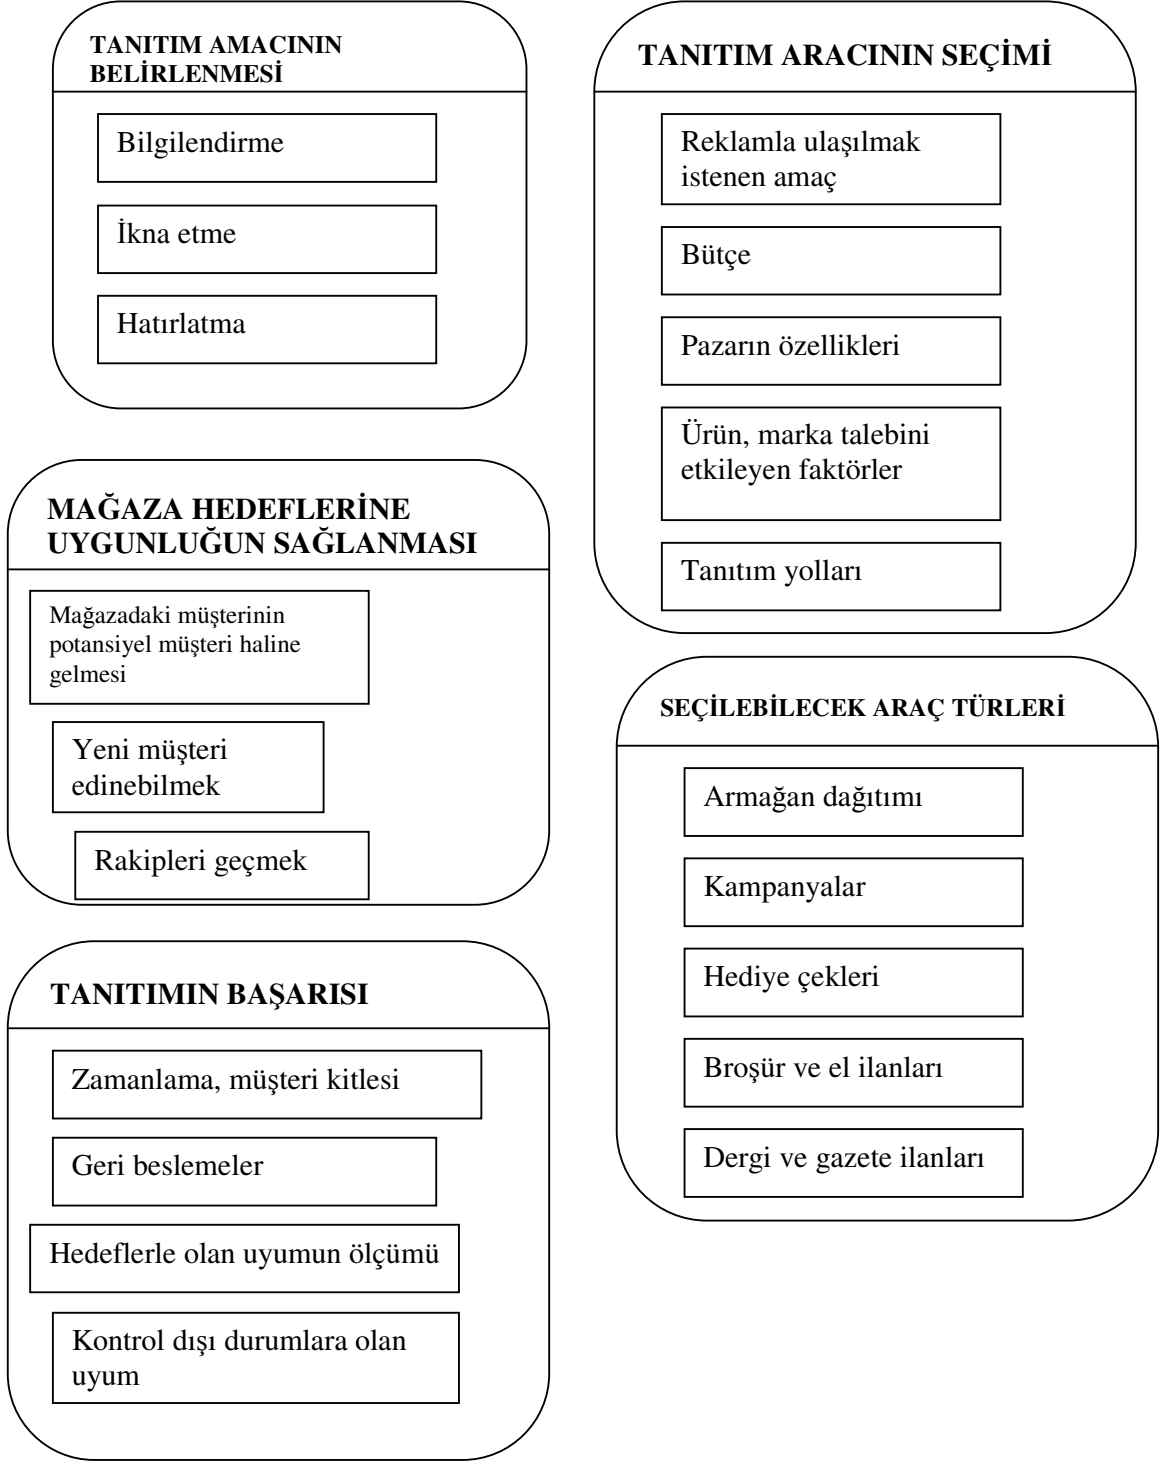 TANITIM AMACININ
BELİRLENMESİ
Bilgilendirme
İkna etme
Hatırlatma
MAĞAZA HEDEFLERİNE
UYGUNLUĞUN SAĞLANMASI
Mağazadaki müşterinin
potansiyel müşteri haline
gelmesi
Yeni müşteri
edinebilmek
Rakipleri geçmek
TANITIMIN BAŞARISI
Zamanlama, müşteri kitlesi
Geri beslemeler
Hedeflerle olan uyumun ölçümü
Kontrol dışı durumlara olan
uyum
TANITIM ARACININ SEÇİMİ
Reklamla ulaşılmak
istenen amaç
Bütçe
Pazarın özellikleri
Ürün, marka talebini
etkileyen faktörler
Tanıtım yolları
SEÇİLEBİLECEK ARAÇ TÜRLERİ
Armağan dağıtımı
Kampanyalar
Hediye çekleri
Broşür ve el ilanları
Dergi ve gazete ilanları